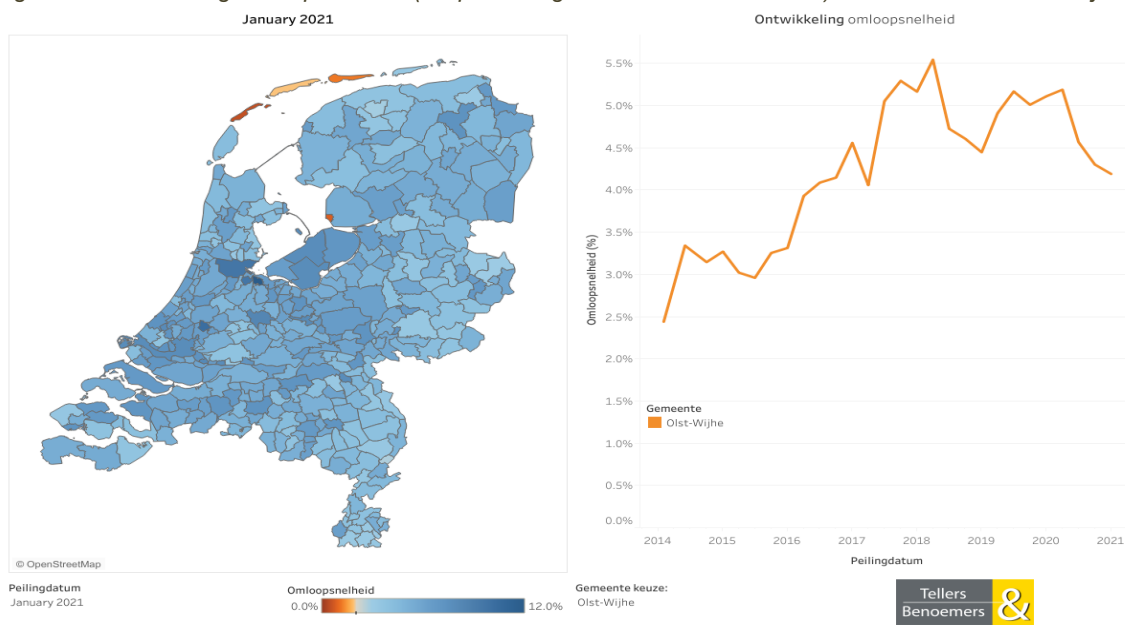 January 2021
Ontwikkeling omloopsnelheid
5.5%
5.0%
4.5%
4.0%
3.5%
3.0%
2.5%
2.0%
1.5%
1.0%
0.5%
0.0%
Omloopsnelheid (%)
Gemeente
Olst-Wijhe
2014 2015 2016 2017 2018 2019 2020 2021
Peilingdatum
© OpenStreetMap
Peilingdatum
January 2021
Omloopsnelheid
0.0% 12.0%
Gemeente keuze:
Olst-Wijhe
Tellers
Benoemers &